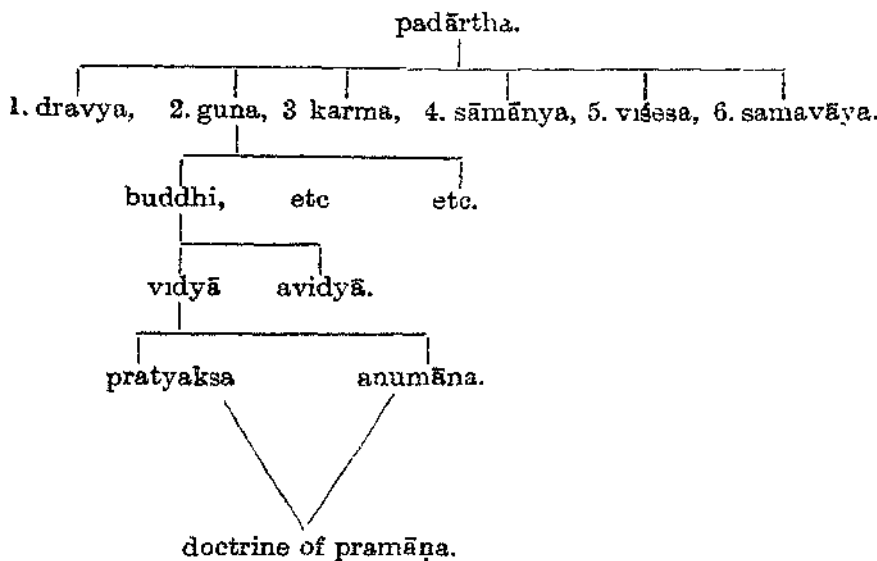 padārtha.
1. dravya, 2. guna, 3 karma, 4. sāmānya, 5. viśesa, 6. samavāya.
buddhi, etc etc.
vidyā avidyā.
pratyaksa anumāna.
doctrine of pramāṇa.